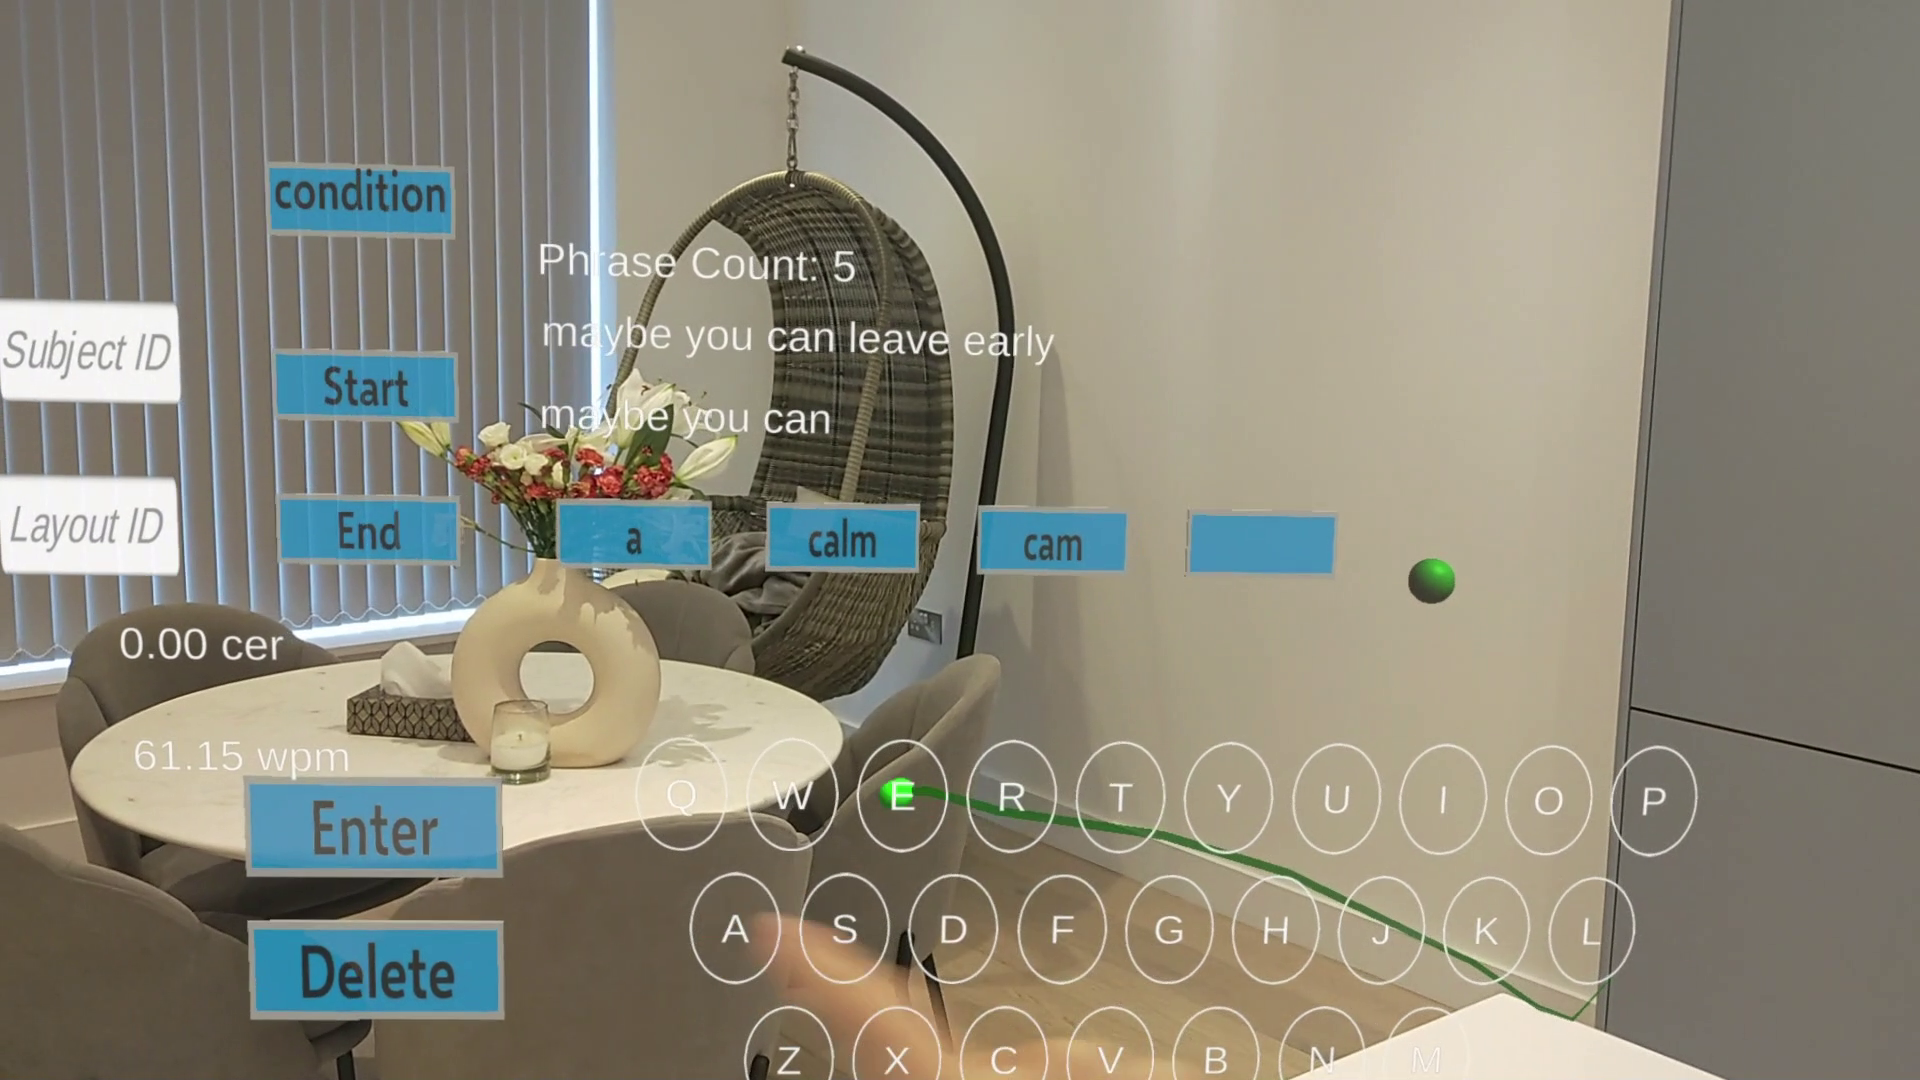 condition
Phrase Count: 5
Subject ID
maybe you can leave early
Start
maybe you can
Layout ID
End
a
calm
cam
0.00 cer
61.15 wpm
Enter
Delete
Q W E R T Y U I O P
A S D F G H J K L
Z X C V B N M